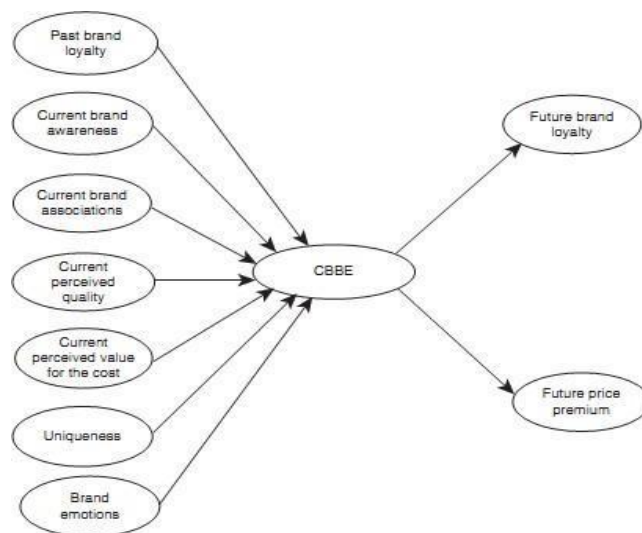 Past brand
loyalty
Current brand
awareness
Current brand
associations
Current
perceived
quality
Current
perceived value
for the cost
Uniqueness
Brand
emotions
CBBE
Future brand
loyalty
Future price
premium